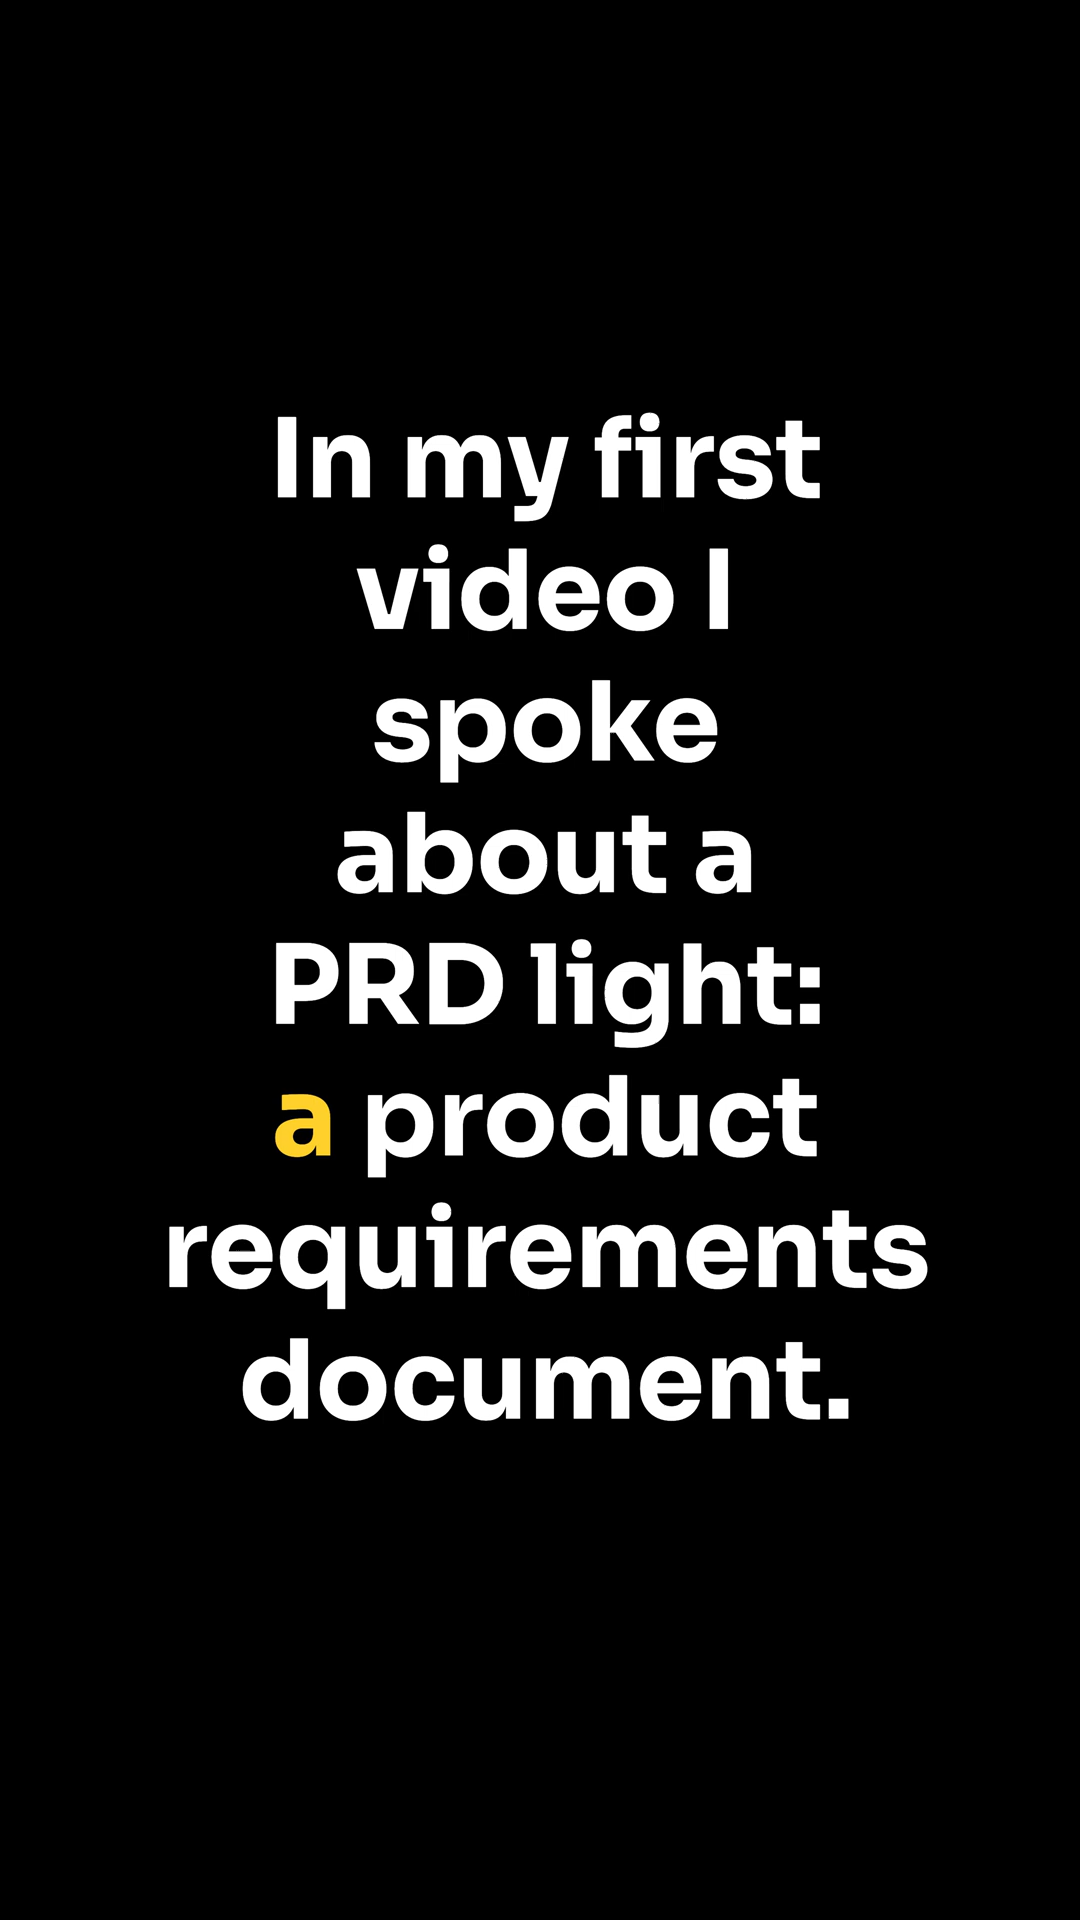 In my first
video I
spoke
about a
PRD light:
a product
requirements
document.